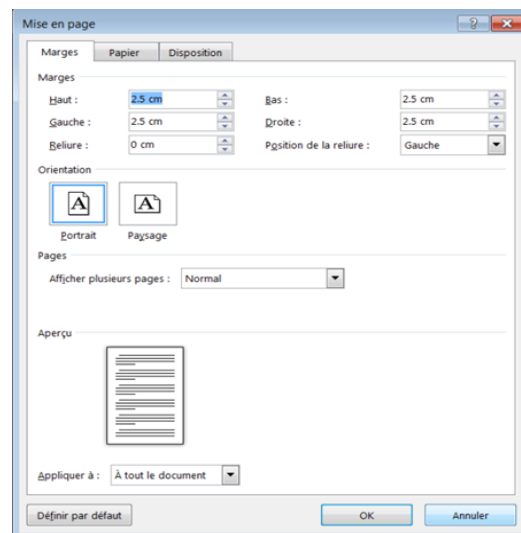 Mise en page
Marges Papier Disposition
Marges
Haut : 2.5 cm Bas : 2.5 cm
Gauche : 2.5 cm Droite : 2.5 cm
Reliure : 0 cm Position de la reliure : Gauche
Orientation
A A
Portrait Paysage
Pages
Afficher plusieurs pages : Normal
Aperçu
Appliquer à : À tout le document
Définir par défaut OK Annuler